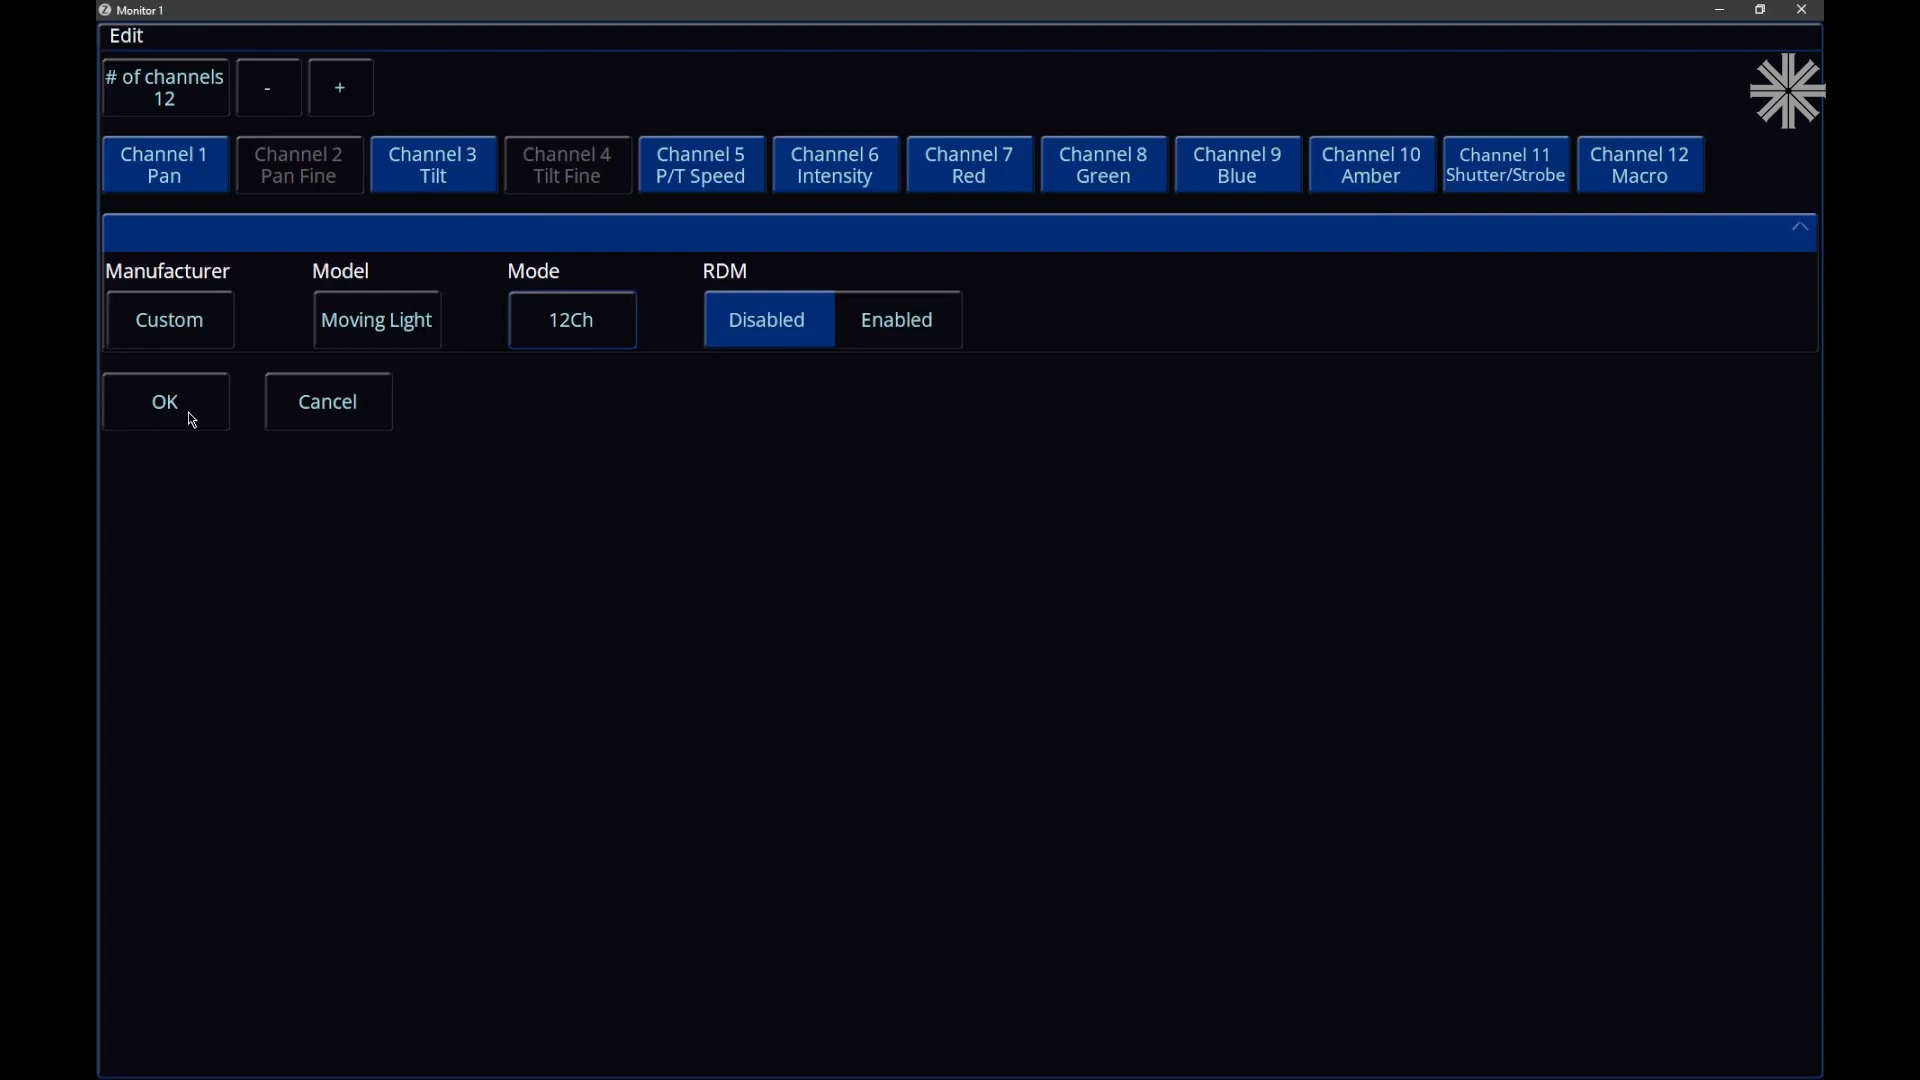 Monitor 1
Edit
# of channels
12
-
+
Channel 1
Pan
Channel 2
Pan Fine
Channel 3
Tilt
Channel 4
Tilt Fine
Channel 5
P/T Speed
Channel 6
Intensity
Channel 7
Red
Channel 8
Green
Channel 9
Blue
Channel 10
Amber
Channel 11
Shutter/Strobe
Channel 12
Macro
Manufacturer
Model
Mode
RDM
Custom
Moving Light
12Ch
Disabled
Enabled
OK
Cancel